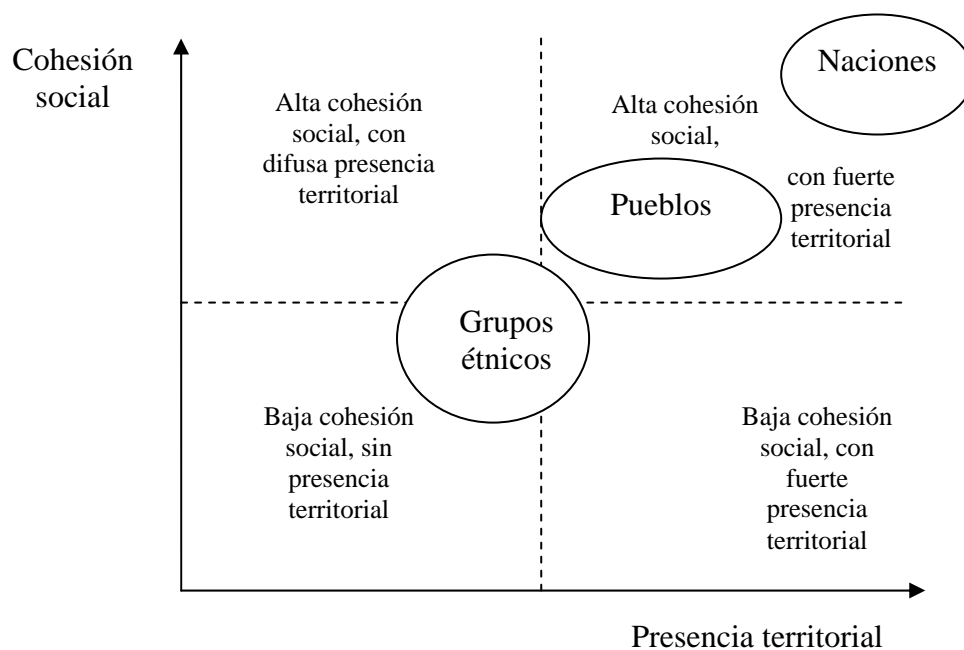 Cohesión
social
Naciones
Alta cohesión
social, con
difusa presencia
territorial
Alta cohesión
social,
con fuerte
presencia
territorial
Pueblos
Grupos
étnicos
Baja cohesión
social, sin
presencia
territorial
Baja cohesión
social, con
fuerte
presencia
territorial
Presencia territorial